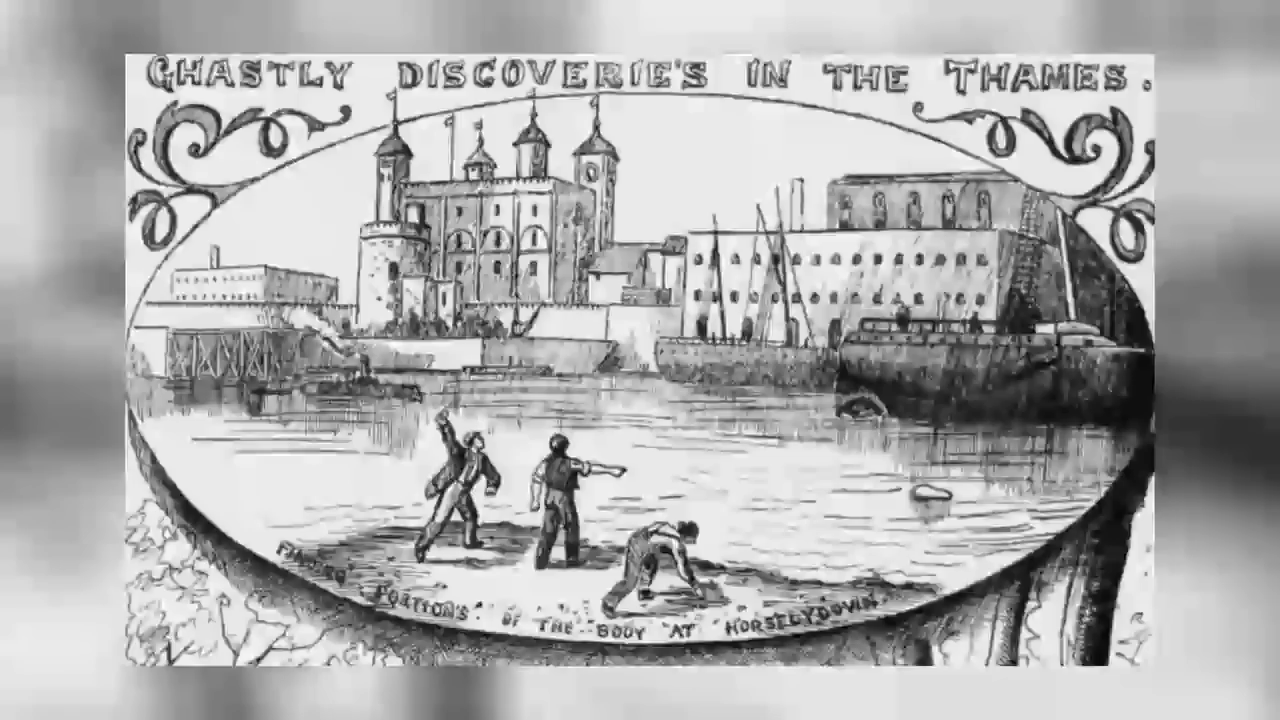 GHASTLY DISCOVERIE'S IN THE THAMES.
FINDING PORTIONS OF THE BODY AT HORSELYDOWN.